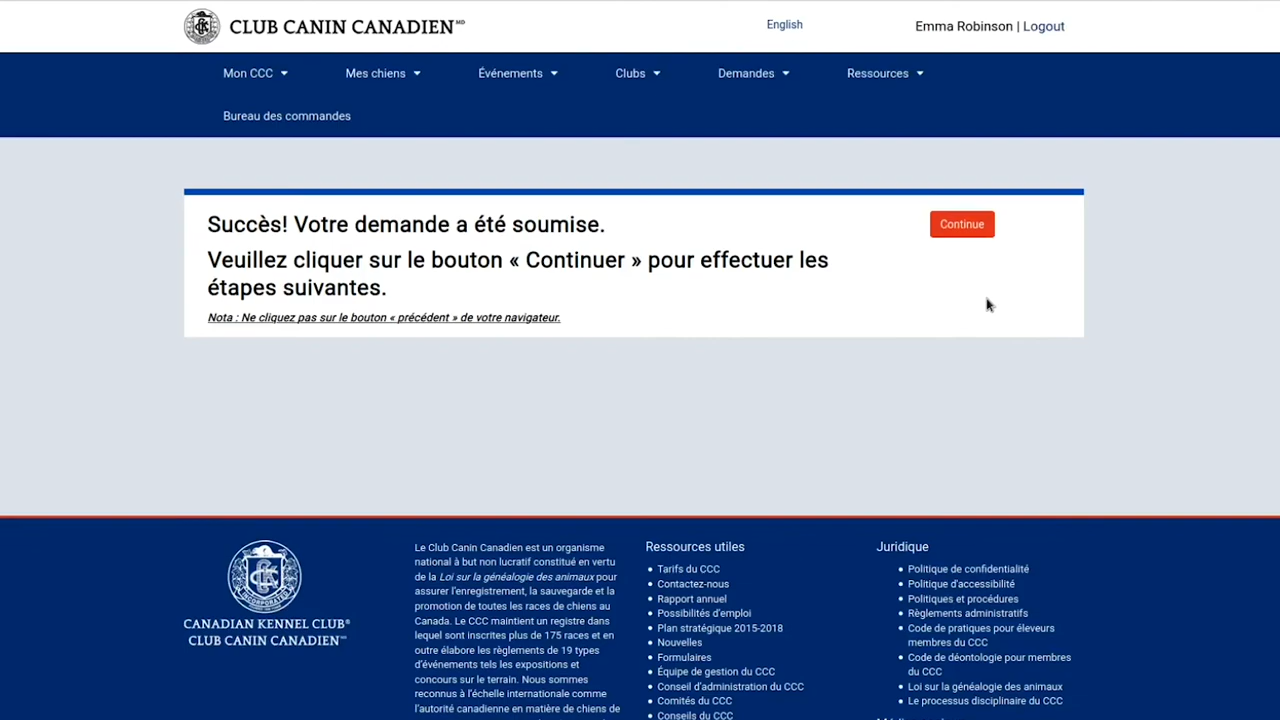 CLUB CANIN CANADIEN MD
English
Emma Robinson | Logout
Mon CCC
Mes chiens
Événements
Clubs
Demandes
Ressources
Bureau des commandes
Succès! Votre demande a été soumise.
Continue
Veuillez cliquer sur le bouton « Continuer » pour effectuer les
étapes suivantes.
Nota : Ne cliquez pas sur le bouton « précédent » de votre navigateur.
CANADIAN KENNEL CLUB
CLUB CANIN CANADIEN
Le Club Canin Canadien est un organisme
national à but non lucratif constitué en vertu
de la Loi sur la généalogie des animaux pour
assurer l'enregistrement, la sauvegarde et la
promotion de toutes les races de chiens au
Canada. Le CCC maintient un registre dans
lequel sont inscrites plus de 175 races et en
outre élabore les règlements de 19 types
d'événements tels les expositions et
concours sur le terrain. Nous sommes
reconnus à l'échelle internationale comme
l'autorité canadienne en matière de chiens de
Ressources utiles
Tarifs du CCC
Contactez-nous
Rapport annuel
Possibilités d'emploi
Plan stratégique 2015-2018
Nouvelles
Formulaires
Équipe de gestion du CCC
Conseil d'administration du CCC
Comités du CCC
Conseils du CCC
Juridique
Politique de confidentialité
Politique d'accessibilité
Politiques et procédures
Règlements administratifs
Code de pratiques pour éleveurs
membres du CCC
Code de déontologie pour membres
du CCC
Loi sur la généalogie des animaux
Le processus disciplinaire du CCC